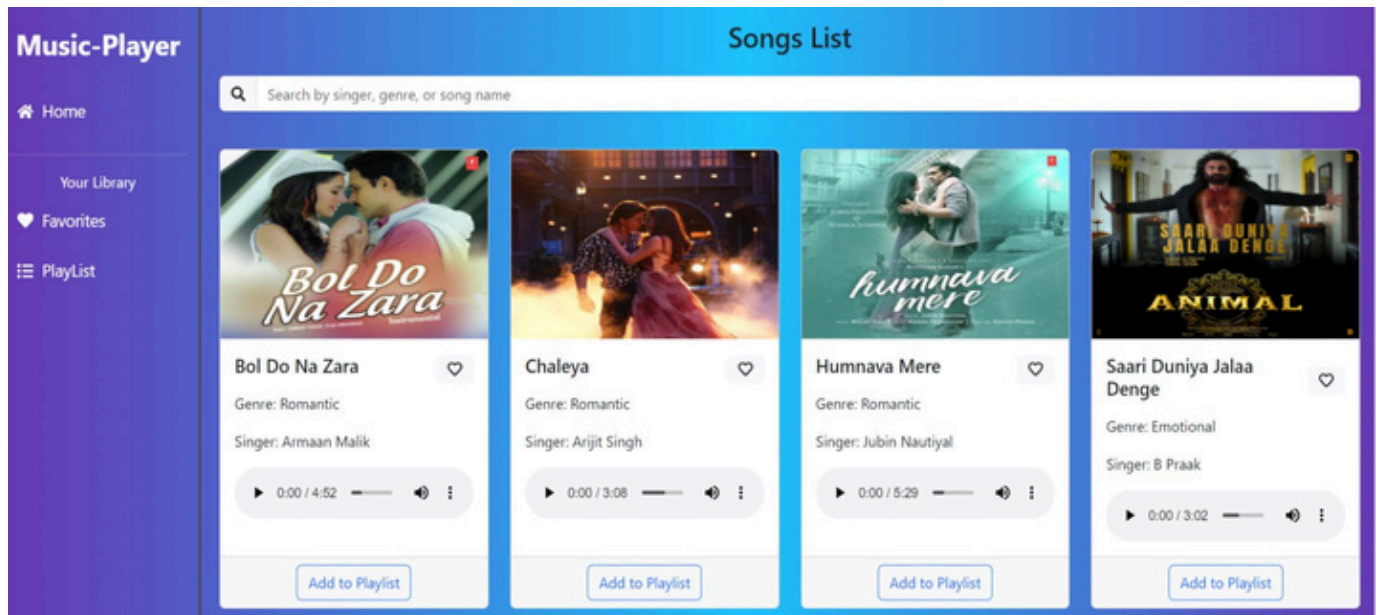 Music-Player
Home
Your Library
Favorites
PlayList
Songs List
Search by singer, genre, or song name
Bol Do
Na Zara
Instrumental
Bol Do Na Zara
Genre: Romantic
Singer: Armaan Malik
0:00 / 4:52
Add to Playlist
Chaleya
Genre: Romantic
Singer: Arijit Singh
0:00 / 3:08
Add to Playlist
humnava
mere
Humnava Mere
Genre: Romantic
Singer: Jubin Nautiyal
0:00 / 5:29
Add to Playlist
SAARI DUNIYA
JALAA DENGE
ANIMAL
Saari Duniya Jalaa
Denge
Genre: Emotional
Singer: B Praak
0:00 / 3:02
Add to Playlist